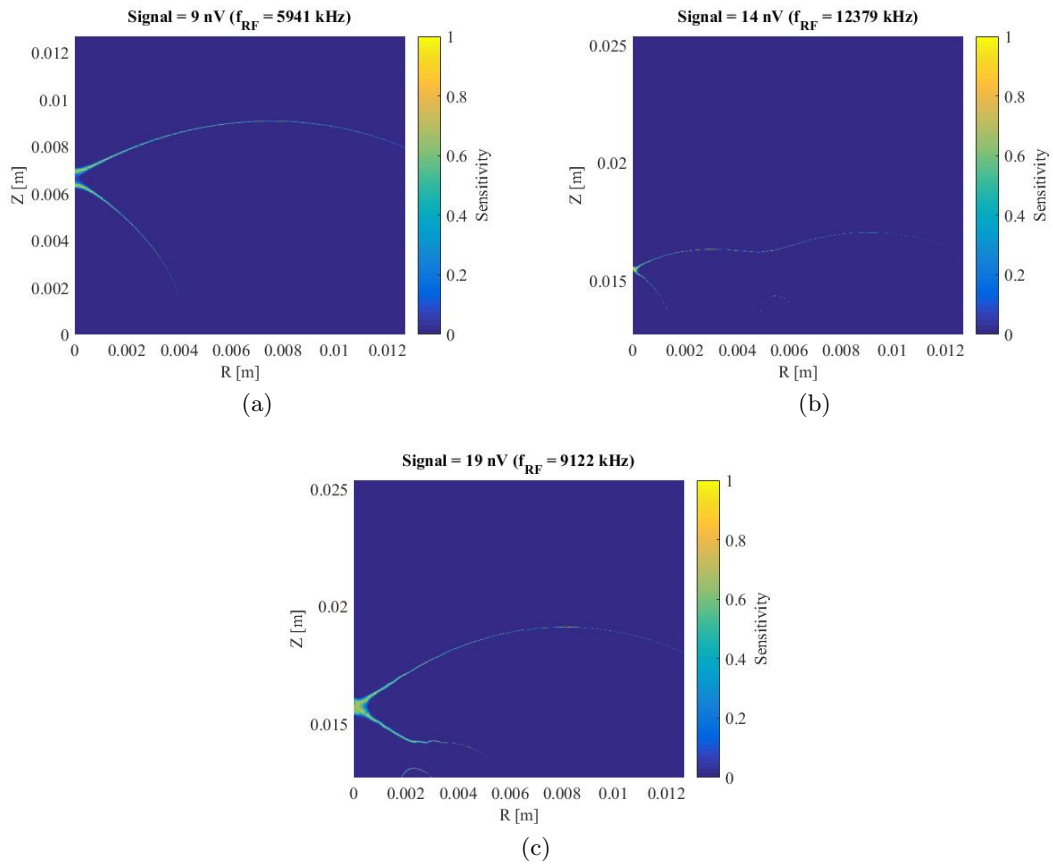 Signal = 9 nV (f_RF = 5941 kHz)
0.012
0.01
0.008
0.006
0.004
0.002
0
Z [m]
0 0.002 0.004 0.006 0.008 0.01 0.012
R [m]
1
0.8
0.6
0.4
0.2
0
Sensitivity
(a)
Signal = 14 nV (f_RF = 12379 kHz)
0.025
0.02
0.015
Z [m]
0 0.002 0.004 0.006 0.008 0.01 0.012
R [m]
1
0.8
0.6
0.4
0.2
0
Sensitivity
(b)
Signal = 19 nV (f_RF = 9122 kHz)
0.025
0.02
0.015
Z [m]
0 0.002 0.004 0.006 0.008 0.01 0.012
R [m]
1
0.8
0.6
0.4
0.2
0
Sensitivity
(c)